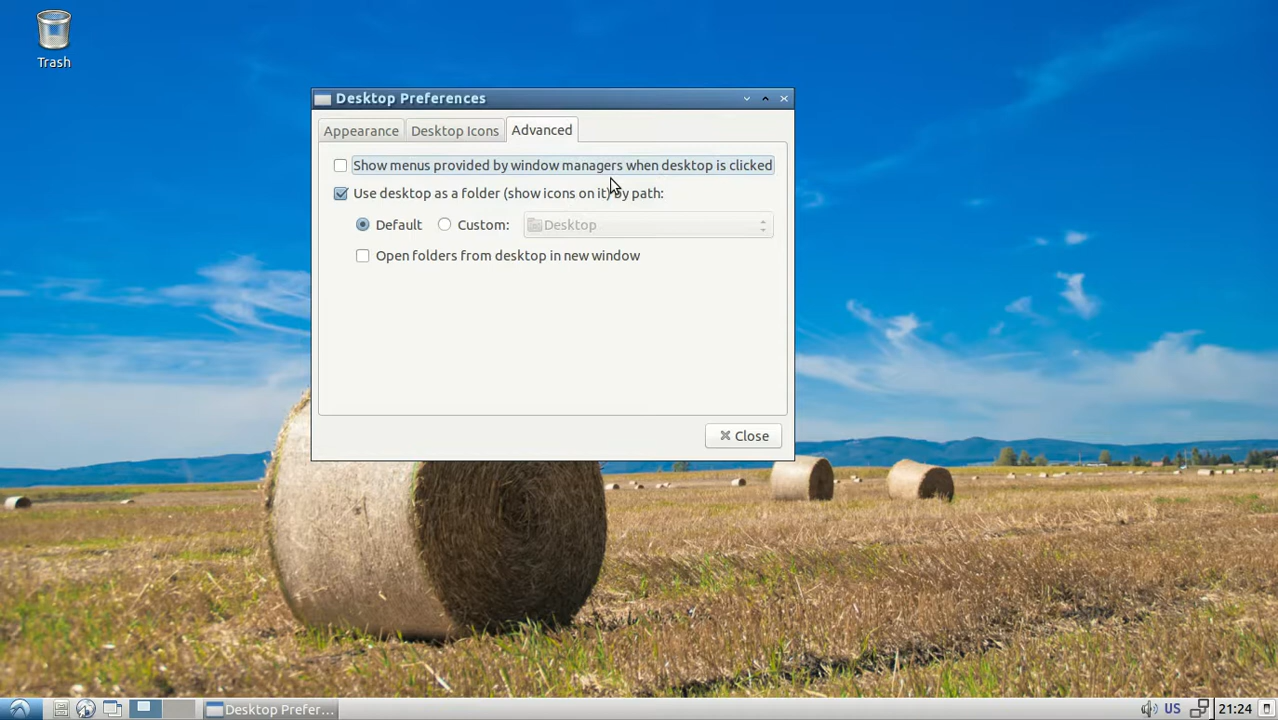 Trash
Desktop Preferences
Appearance
Desktop Icons
Advanced
Show menus provided by window managers when desktop is clicked
Use desktop as a folder (show icons on it) by path:
Default
Custom:
Desktop
Open folders from desktop in new window
Close
Desktop Prefer...
US
21:24